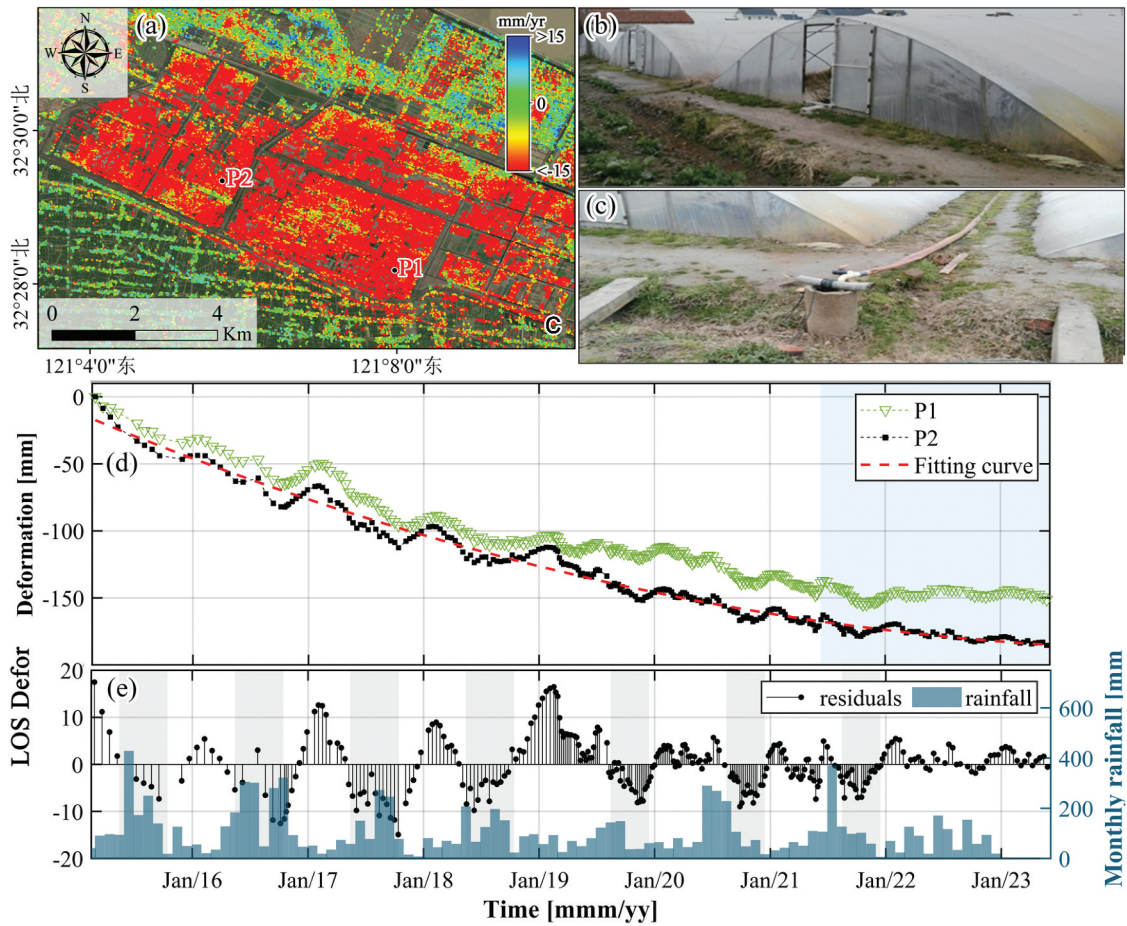 (a)
N
W E
S
mm/yr
>15
0
<-15
32°30'0"北
32°28'0"北
P2
P1
C
0 2 4
Km
121°4'0"东
121°8'0"东
(b)
(c)
0
-50
-100
-150
(d)
P1
P2
Fitting curve
LOS Defor
Deformation [mm]
20
10
0
-10
-20
(e)
residuals
rainfall
600
400
200
0
Monthly rainfall [mm
Jan/16 Jan/17 Jan/18 Jan/19 Jan/20 Jan/21 Jan/22 Jan/23
Time [mmm/yy]